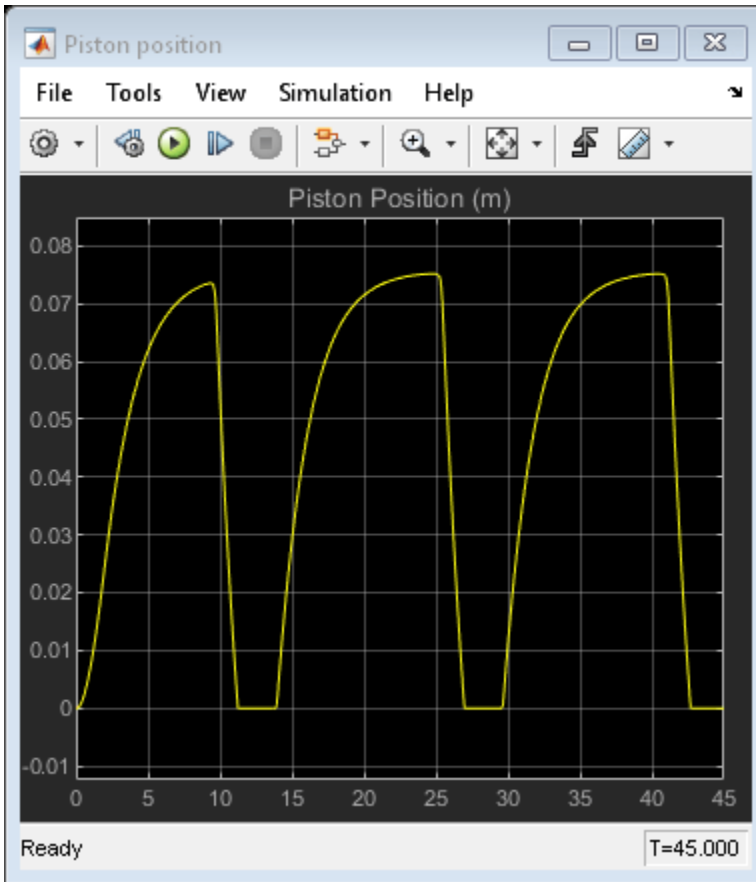 Piston position
File Tools View Simulation Help
Piston Position (m)
0.08
0.07
0.06
0.05
0.04
0.03
0.02
0.01
0
-0.01
0 5 10 15 20 25 30 35 40 45
Ready T=45.000